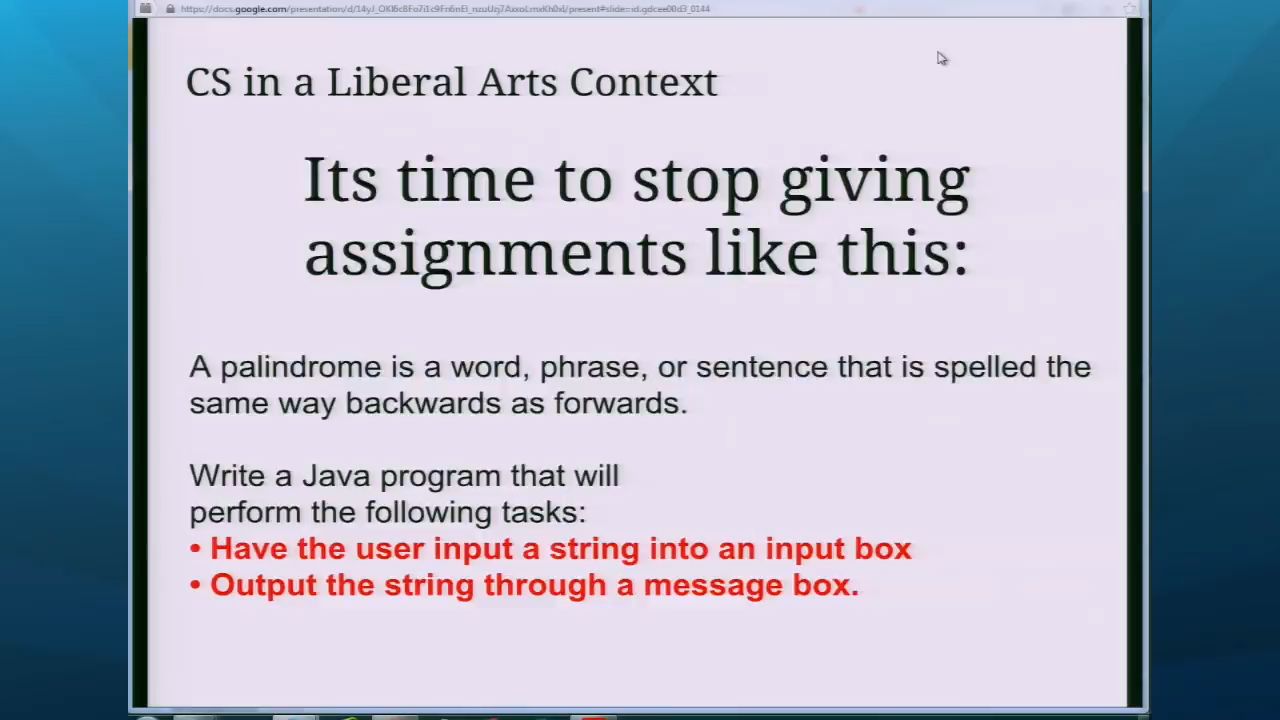 CS in a Liberal Arts Context
Its time to stop giving
assignments like this:
A palindrome is a word, phrase, or sentence that is spelled the
same way backwards as forwards.
Write a Java program that will
perform the following tasks:
• Have the user input a string into an input box
• Output the string through a message box.